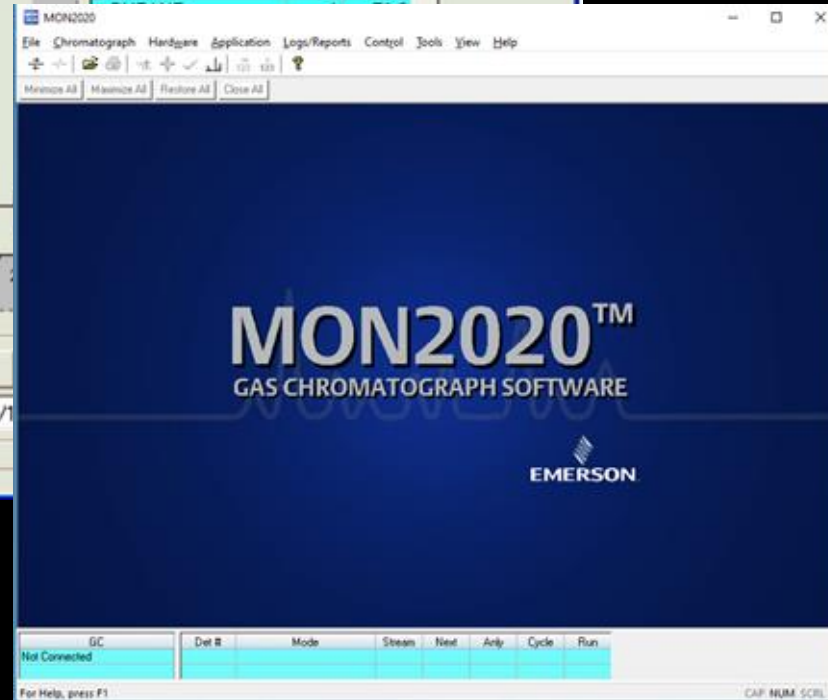 MON2020
File Chromatograph Hardware Application Logs/Reports Control Tools View Help
Minimize All Maximize All Restore All Close All
MON2020™
GAS CHROMATOGRAPH SOFTWARE
EMERSON
GC Det # Mode Stream Next Anly Cycle Run
Not Connected
For Help, press F1 CAP NUM SCRL